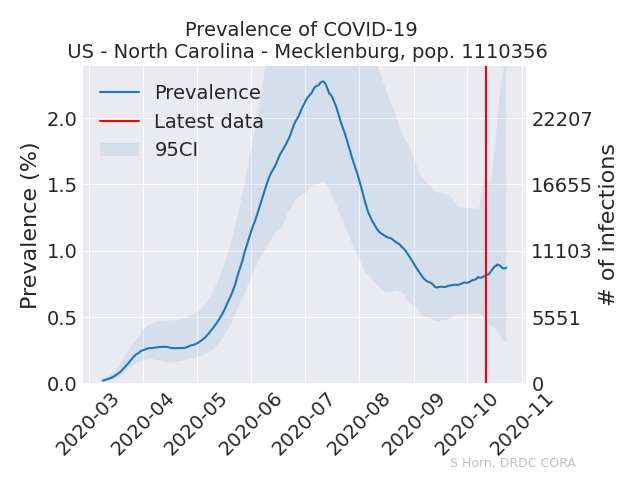 Prevalence of COVID-19
US - North Carolina - Mecklenburg, pop. 1110356
Prevalence
Latest data
95CI
Prevalence (%)
2.0
1.5
1.0
0.5
0.0
22207
16655
11103
5551
0
# of infections
2020-03
2020-04
2020-05
2020-06
2020-07
2020-08
2020-09
2020-10
2020-11
S Horn, DRDC CORA